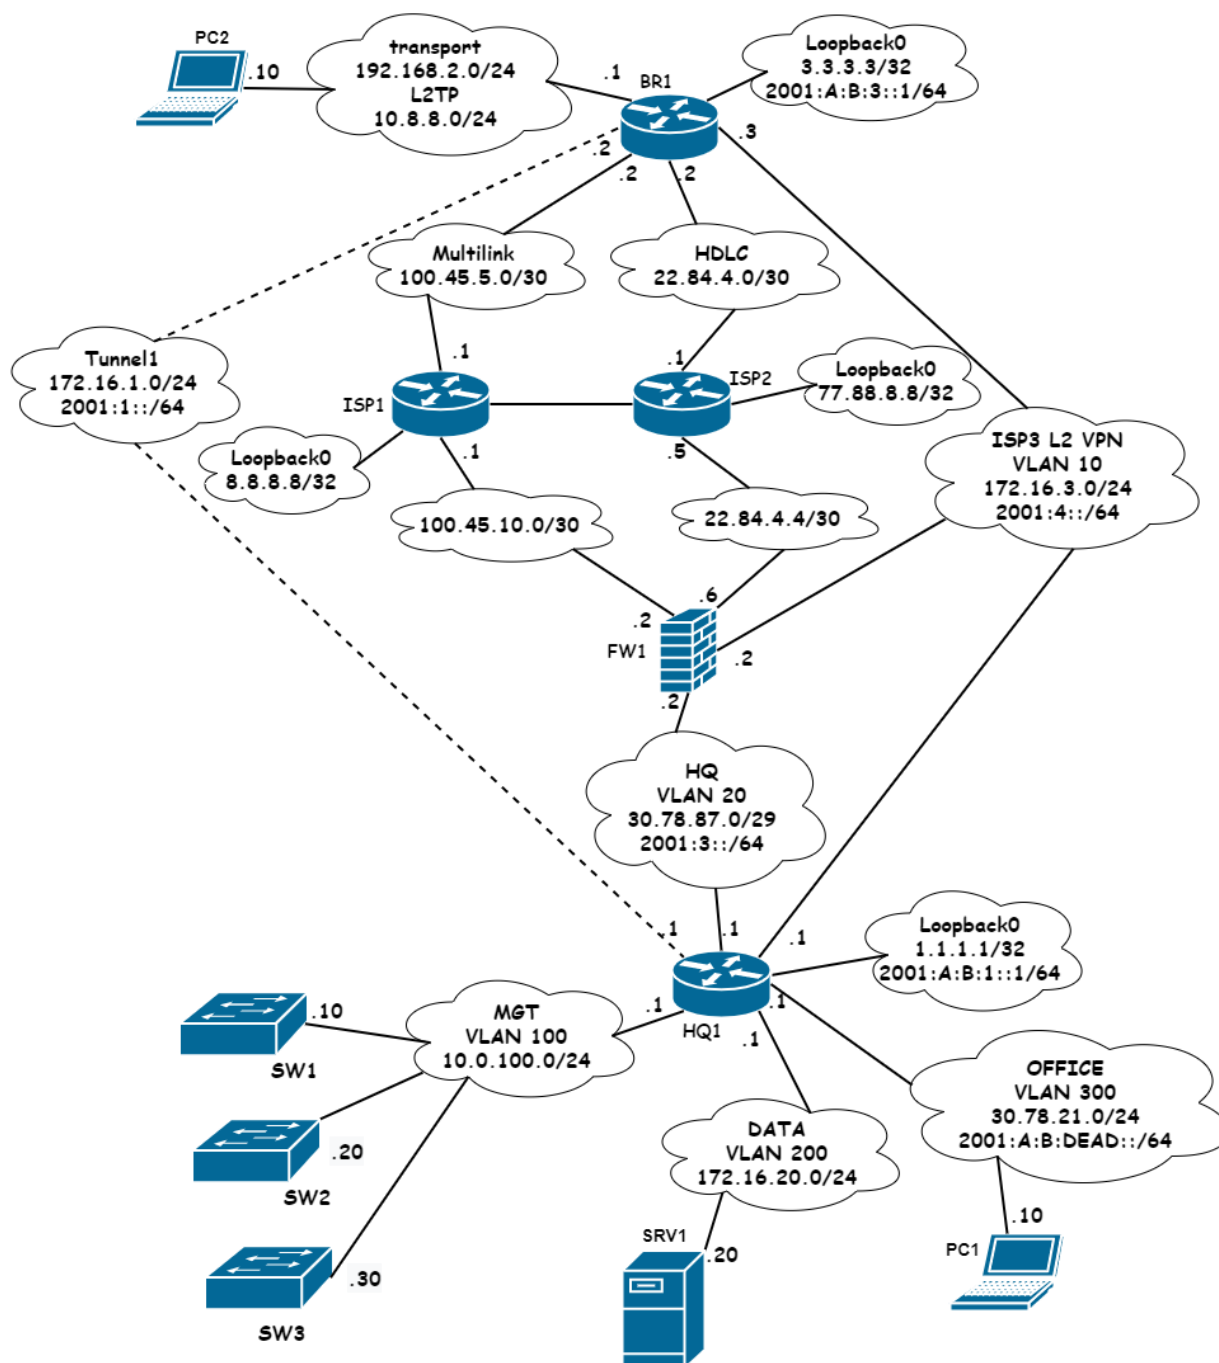 PC2
.10
transport
192.168.2.0/24
L2TP
10.8.8.0/24
.1
BR1
Loopback0
3.3.3.3/32
2001:A:B:3::1/64
.3
.2
.2
.2
Multilink
100.45.5.0/30
HDLC
22.84.4.0/30
Tunnel1
172.16.1.0/24
2001:1::/64
.1
ISP1
.1
.1
ISP2
.5
Loopback0
77.88.8.8/32
Loopback0
8.8.8.8/32
ISP3 L2 VPN
VLAN 10
172.16.3.0/24
2001:4::/64
100.45.10.0/30
22.84.4.4/30
.2
.6
FW1
.2
.2
HQ
VLAN 20
30.78.87.0/29
2001:3::/64
.1
.1
.1
Loopback0
1.1.1.1/32
2001:A:B:1::1/64
HQ1
.1
.1
.1
MGT
VLAN 100
10.0.100.0/24
.10
SW1
.20
SW2
.30
SW3
DATA
VLAN 200
172.16.20.0/24
SRV1
.20
OFFICE
VLAN 300
30.78.21.0/24
2001:A:B:DEAD::/64
.10
PC1